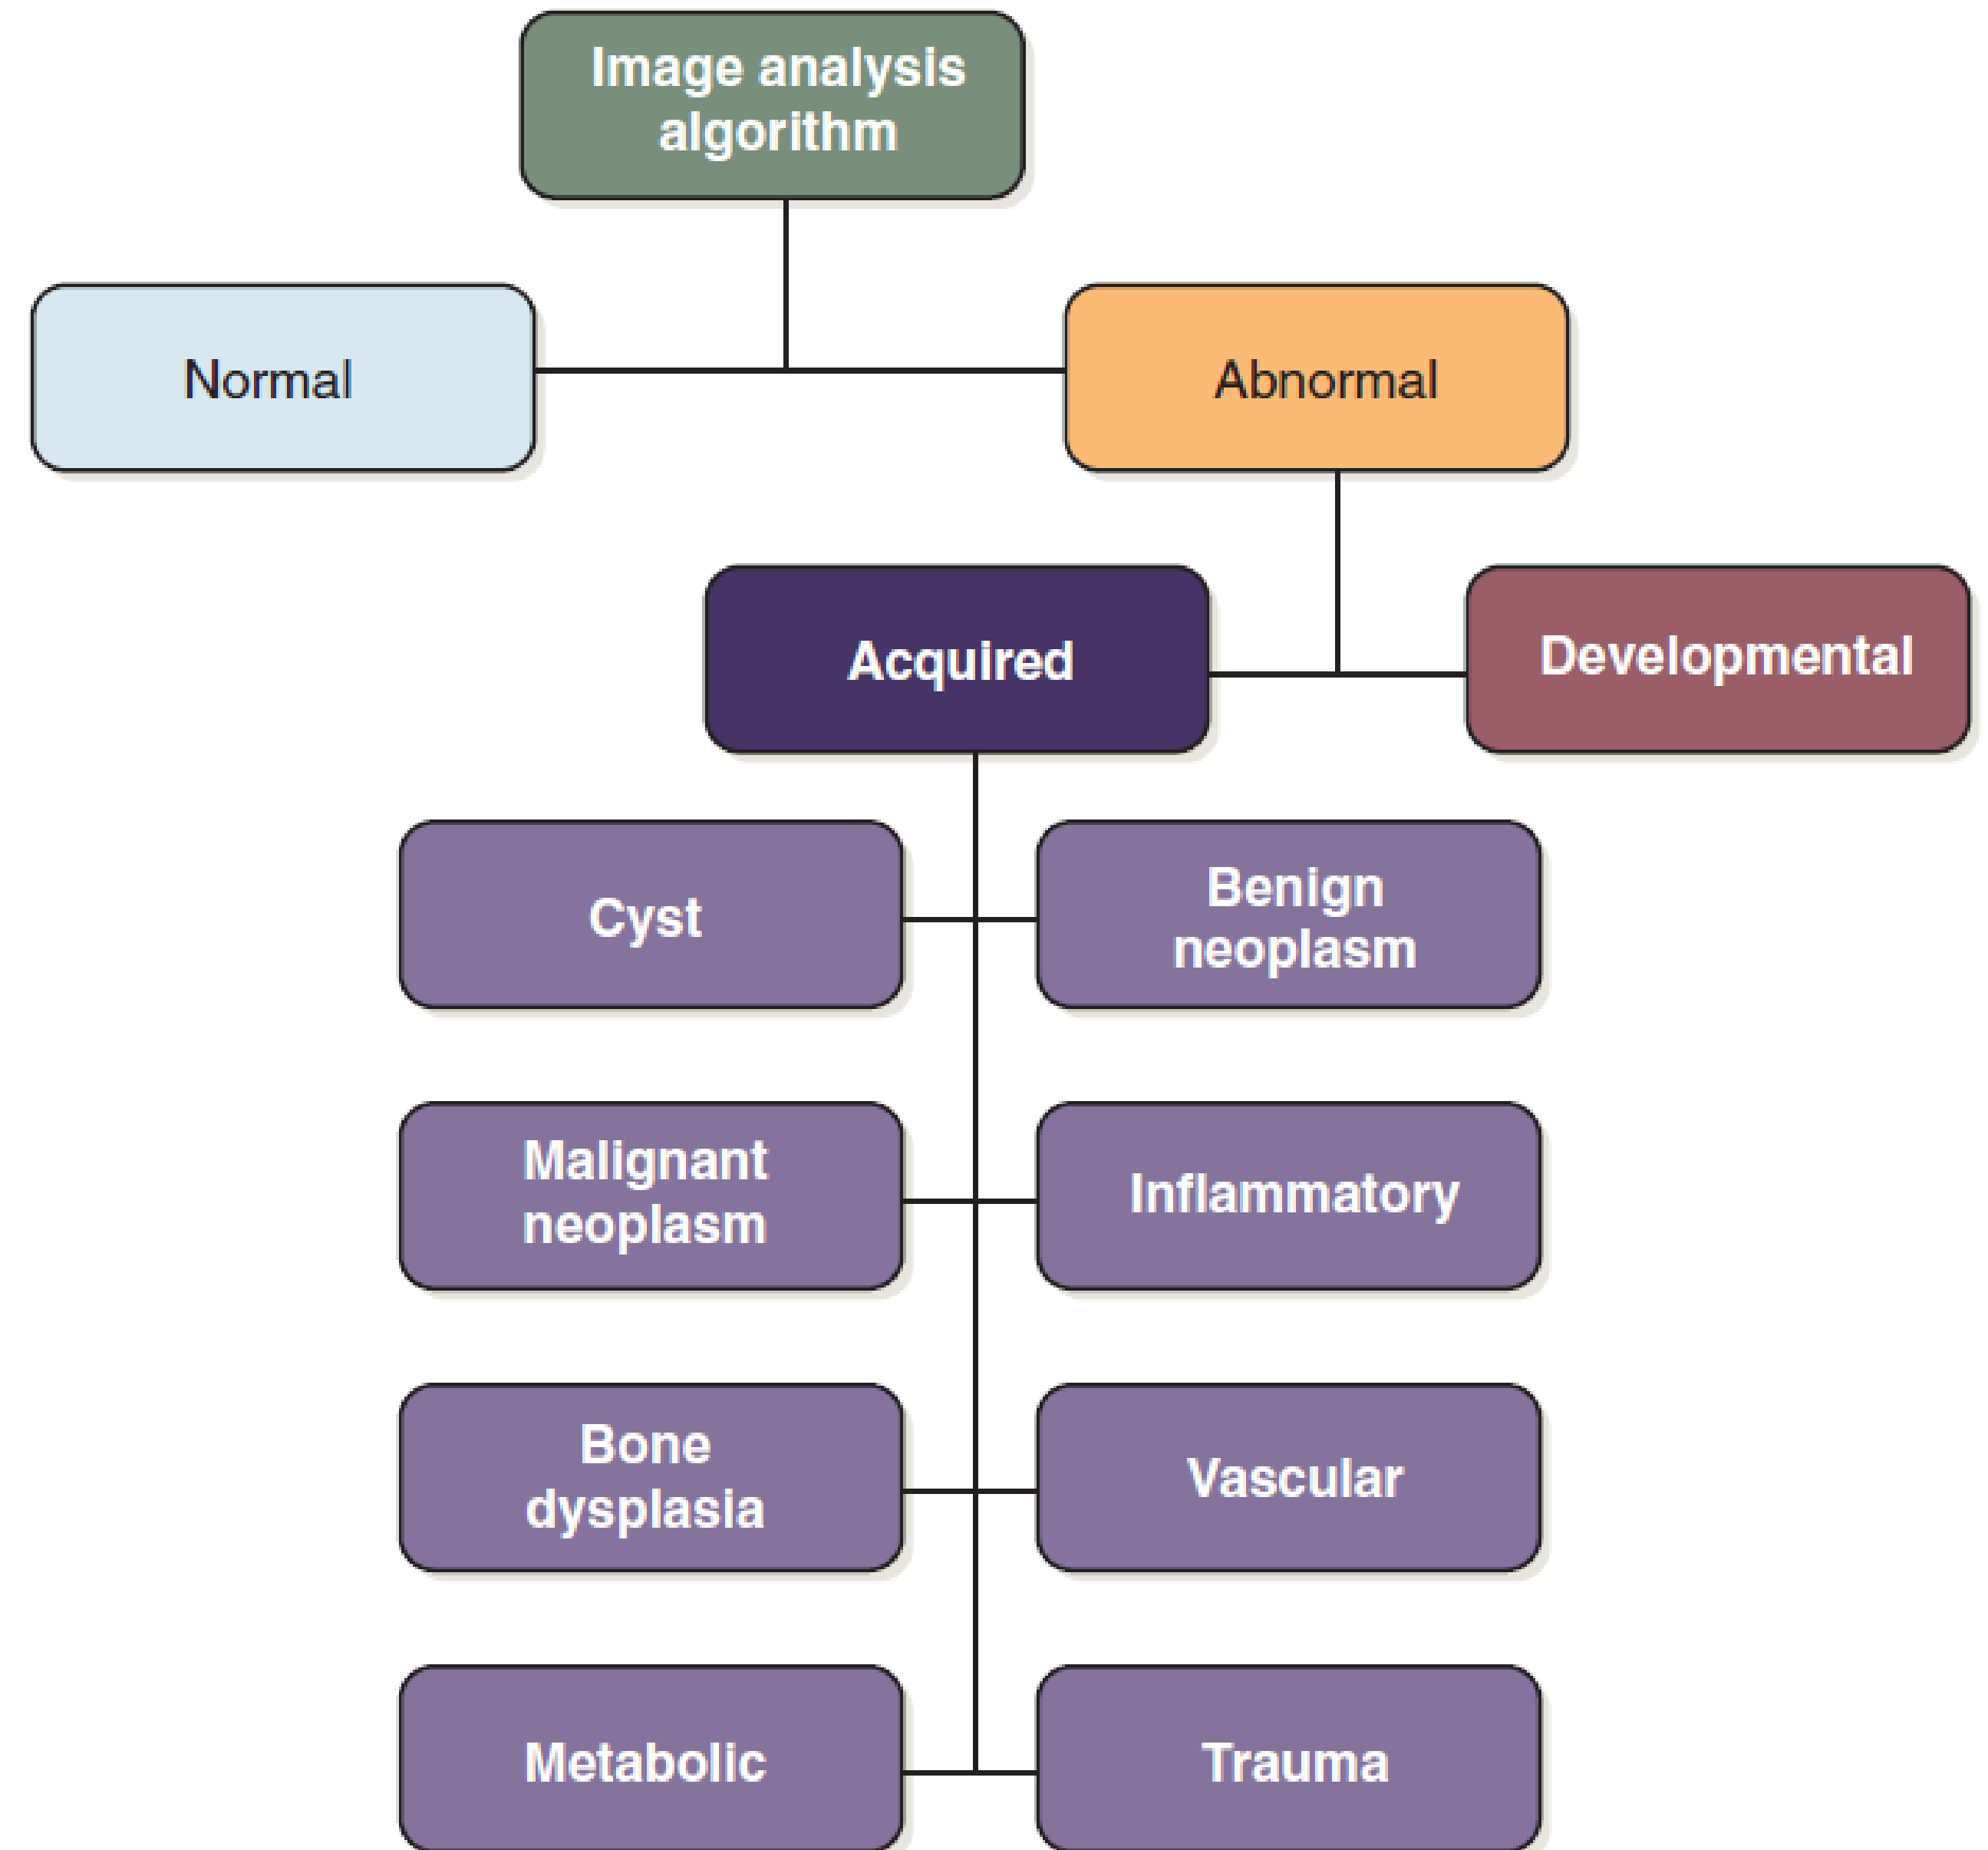 Image analysis
algorithm
Normal
Abnormal
Acquired
Developmental
Cyst
Benign
neoplasm
Malignant
neoplasm
Inflammatory
Bone
dysplasia
Vascular
Metabolic
Trauma